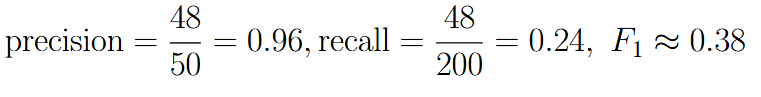 precision = 48/50 = 0.96, recall = 48/200 = 0.24, F₁ ≈ 0.38